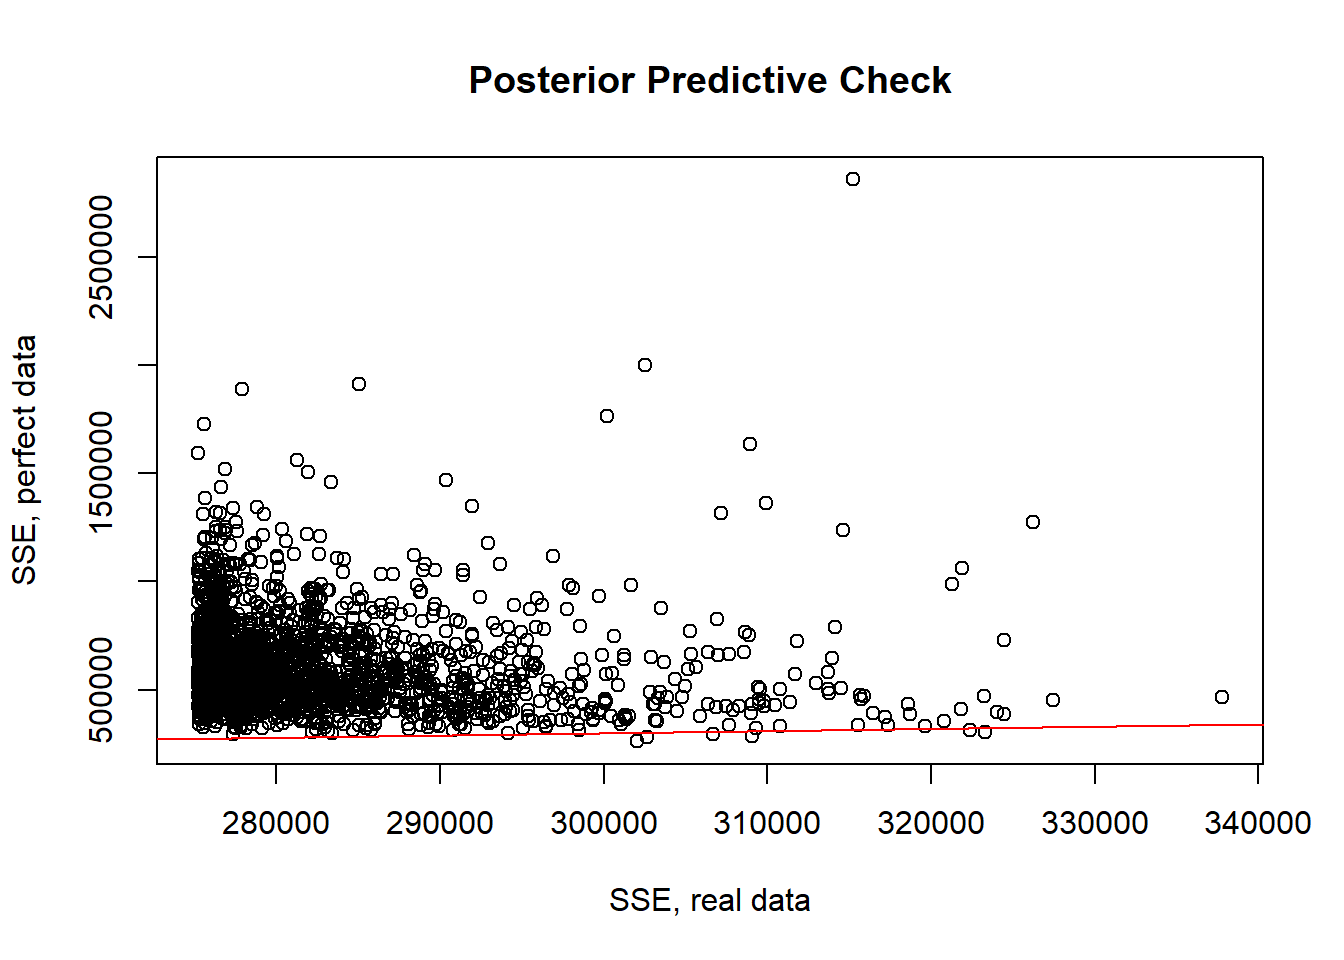 Posterior Predictive Check
SSE, perfect data
2500000
1500000
500000
280000 290000 300000 310000 320000 330000 340000
SSE, real data